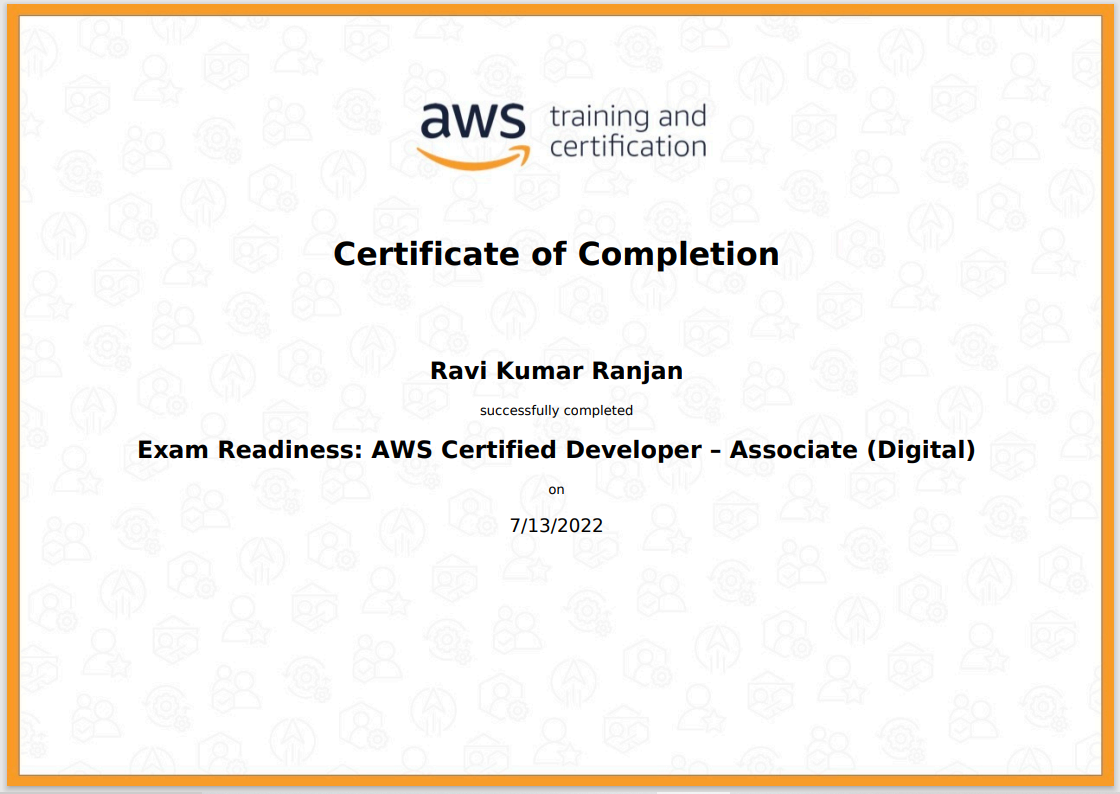 aws training and
certification
Certificate of Completion
Ravi Kumar Ranjan
successfully completed
Exam Readiness: AWS Certified Developer – Associate (Digital)
on
7/13/2022